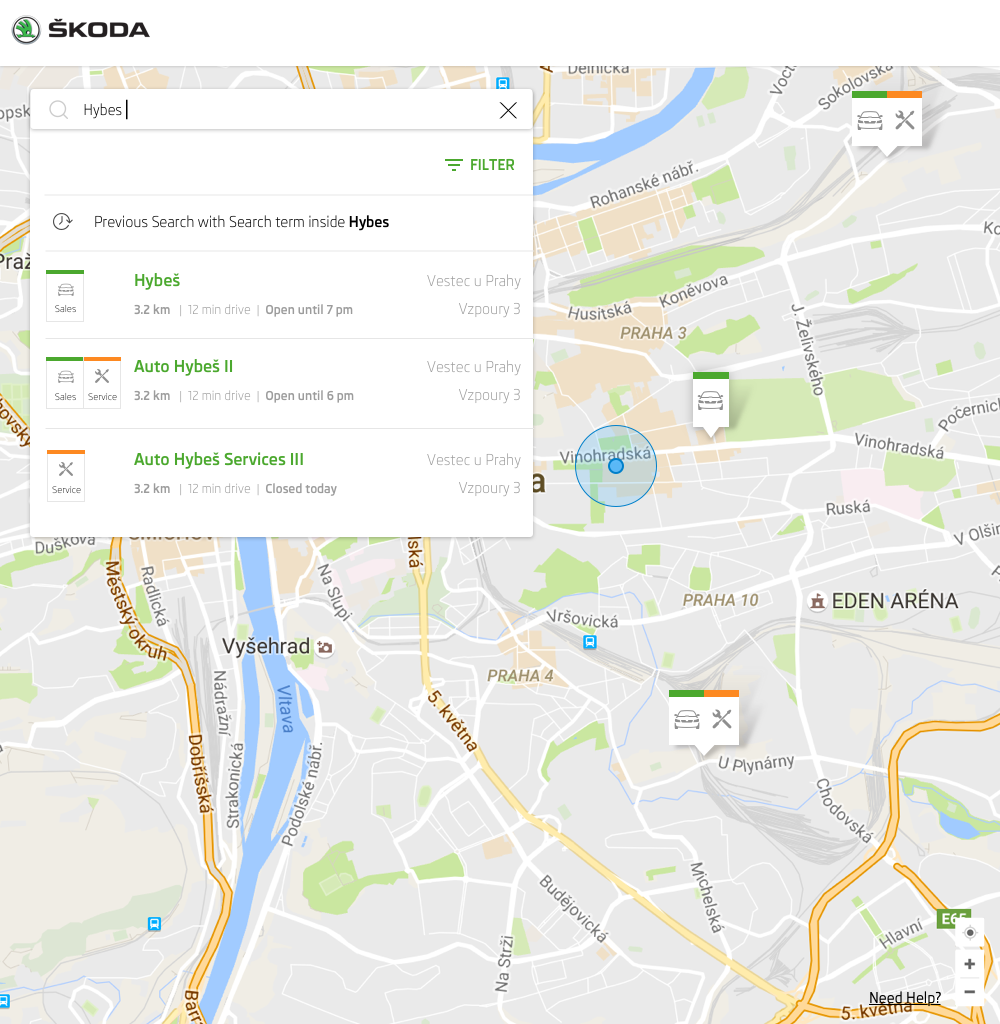 ŠKODA
Hybes
FILTER
Previous Search with Search term inside Hybes
Sales
Hybeš
3.2 km | 12 min drive | Open until 7 pm
Vestec u Prahy
Vzpoury 3
Sales
Service
Auto Hybeš II
3.2 km | 12 min drive | Open until 6 pm
Vestec u Prahy
Vzpoury 3
Service
Auto Hybeš Services III
3.2 km | 12 min drive | Closed today
Vestec u Prahy
Vzpoury 3
Delnická
Sokolovská
Rohanské nábř.
Husitská
Koněvova
PRAHA 3
J. Želivského
Počernic
Vinohradská
Vinohradská
Ruská
V Olšin
Duškova
Radlická
Městský okruh
Na Slupi
Vršovická
PRAHA 10
EDEN ARÉNA
Vyšehrad
PRAHA 4
Nádražní
Vltava
5. května
Dobříšská
Strakonická
Podolské nábř.
U Plynárny
Chodovská
Budějovická
Michelská
Na Strži
Hlavní
E65
Need Help?
5. května
Barra